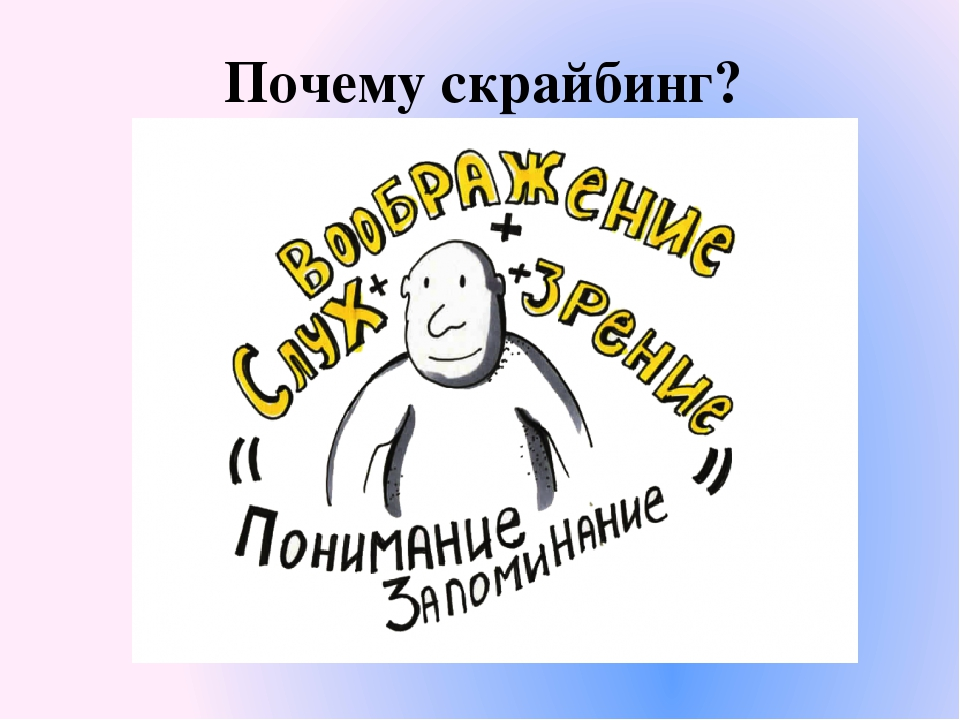 Почему скрайбинг?
Слух + Воображение + + Зрение
"
"
Понимание
Запоминание